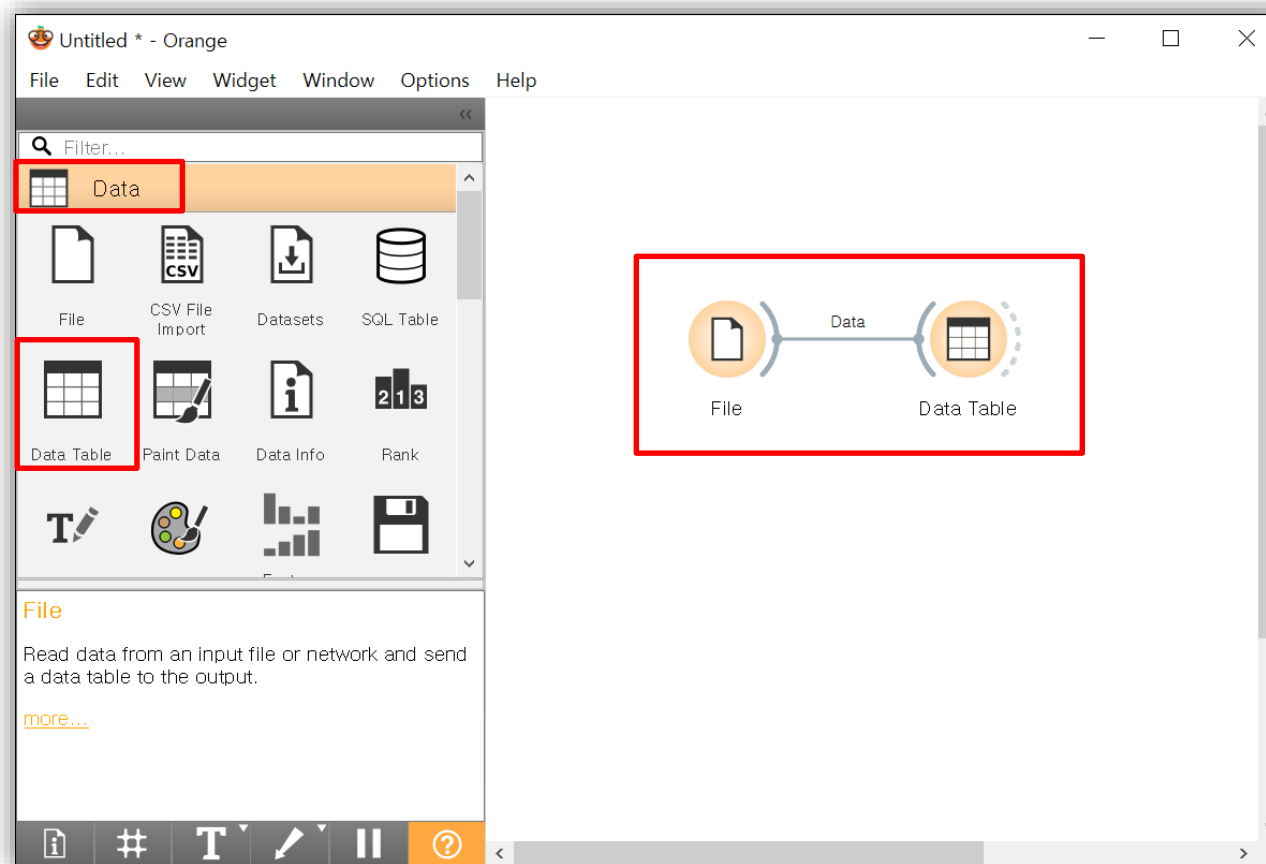 Untitled * - Orange
File Edit View Widget Window Options Help
Filter...
Data
File
CSV File
Import
Datasets
SQL Table
CSV
Data Table
Paint Data
Data Info
Rank
2 1 3
File
Read data from an input file or network and send
a data table to the output.
more...
Data
File
Data Table